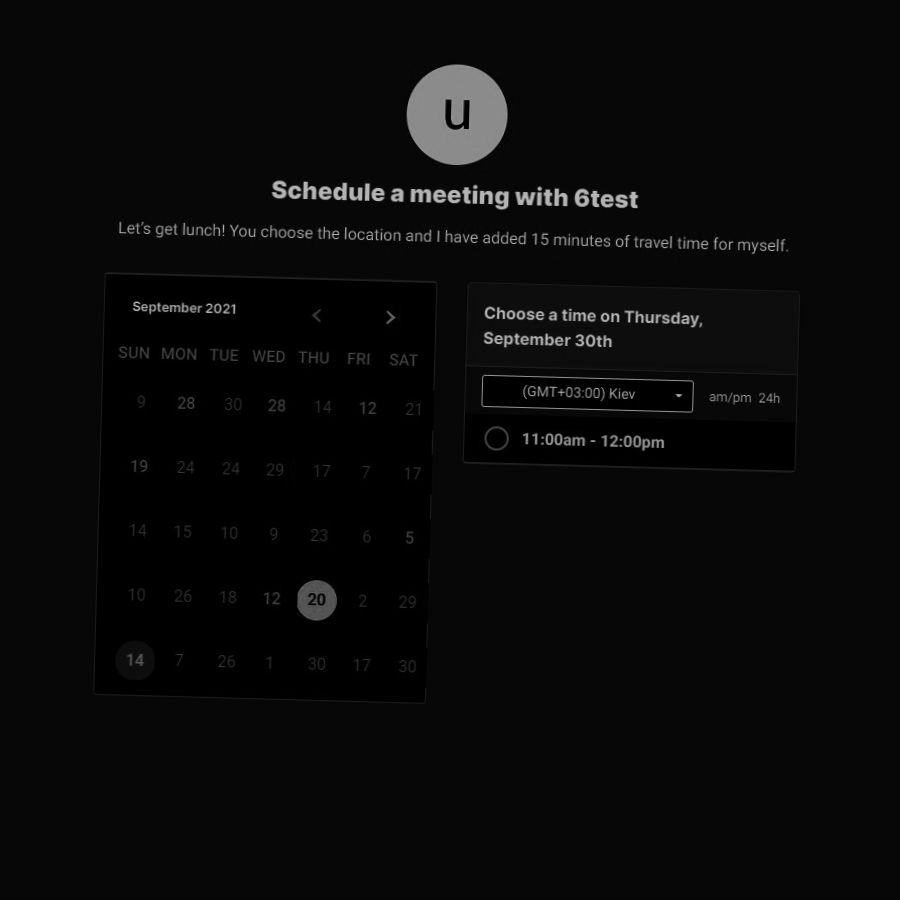 u
Schedule a meeting with 6test
Let's get lunch! You choose the location and I have added 15 minutes of travel time for myself.
September 2021
SUN MON TUE WED THU FRI SAT
9 28 30 28 14 12 21
19 24 24 29 17 7 17
14 15 10 9 23 6 5
10 26 18 12 20 2 29
14 7 26 1 30 17 30
Choose a time on Thursday,
September 30th
(GMT+03:00) Kiev
am/pm 24h
11:00am - 12:00pm